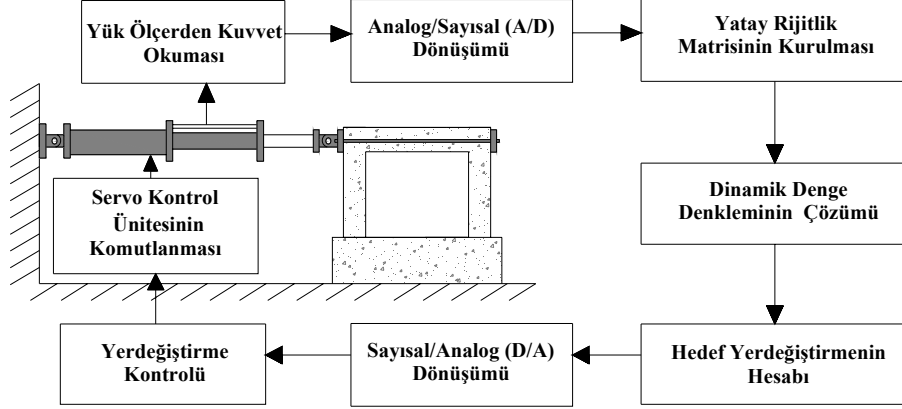 Yük Ölçerden Kuvvet
Okuması
Analog/Sayısal (A/D)
Dönüşümü
Yatay Rijitlik
Matrisinin Kurulması
Dinamik Denge
Denkleminin Çözümü
Hedef Yerdeğiştirmenin
Hesabı
Sayısal/Analog (D/A)
Dönüşümü
Yerdeğiştirme
Kontrolü
Servo Kontrol
Ünitesinin
Komutlanması